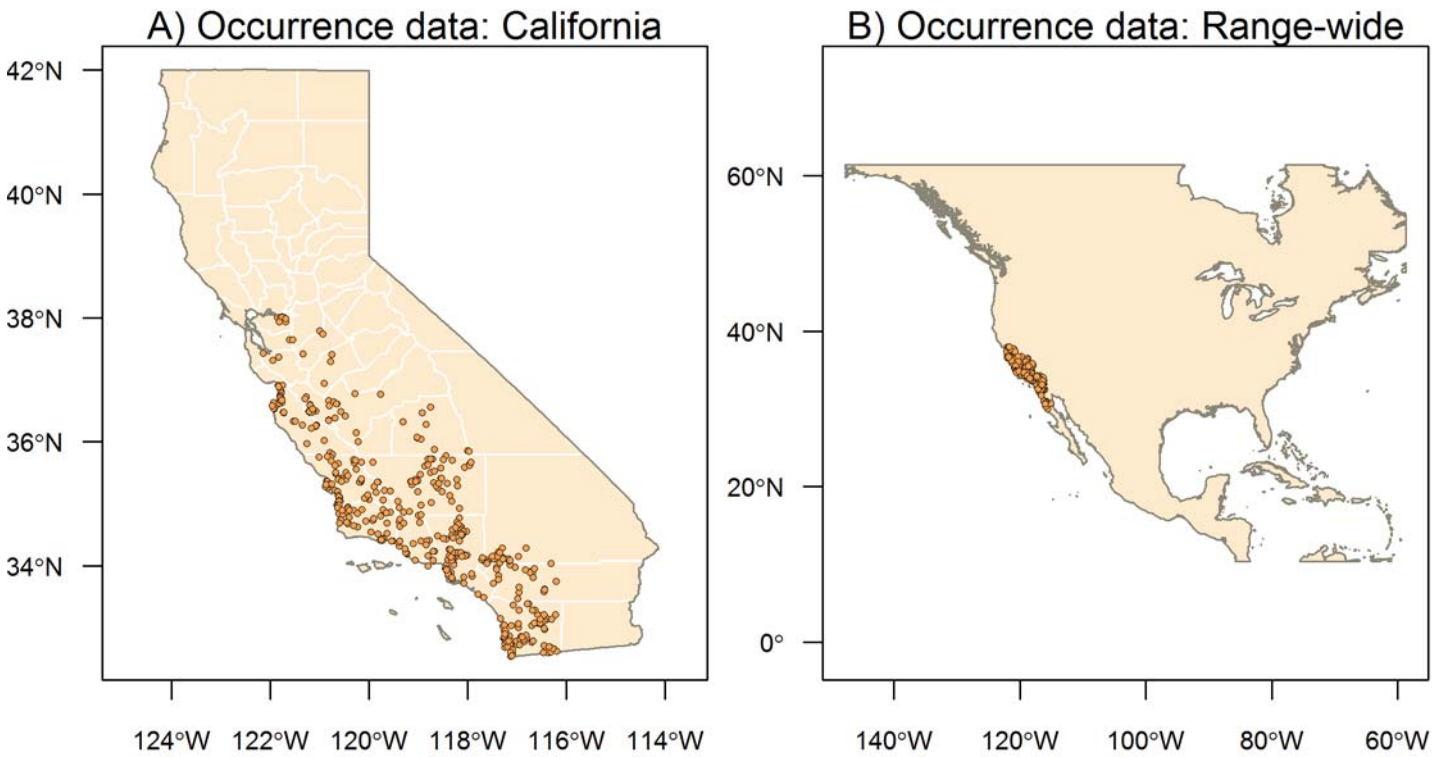 A) Occurrence data: California
42°N
40°N
38°N
36°N
34°N
124°W 122°W 120°W 118°W 116°W 114°W
B) Occurrence data: Range-wide
60°N
40°N
20°N
0°
140°W 120°W 100°W 80°W 60°W